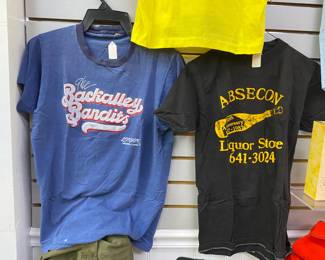 The
Backalley
Bandits
ABSECON
Liquor Stoe
641-3024